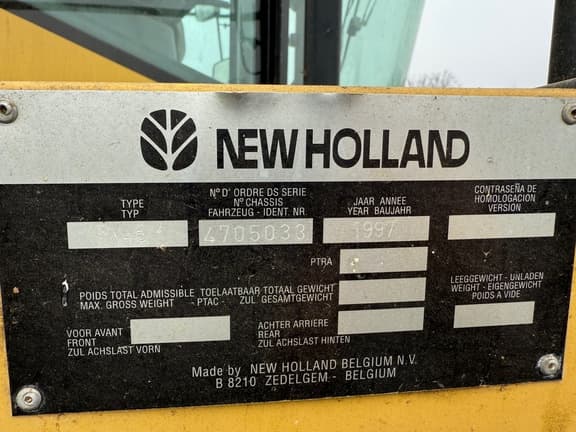 NEW HOLLAND
TYPE
TYP
N° D' ORDRE DS SERIE
N° CHASSIS
FAHRZEUG - IDENT. NR
4705033
JAAR ANNEE
YEAR BAUJAHR
1997
CONTRASEÑA DE
HOMOLOGACION
VERSION
PTRA
POIDS TOTAL ADMISSIBLE TOELAATBAAR TOTAAL GEWICHT
MAX. GROSS WEIGHT - PTAC - ZUL GESAMTGEWICHT
LEEGGEWICHT - UNLADEN
WEIGHT - EIGENGEWICHT
POIDS A VIDE
VOOR AVANT
FRONT
ZUL ACHSLAST VORN
ACHTER ARRIERE
REAR
ZUL ACHSLAST HINTEN
Made by NEW HOLLAND BELGIUM N.V.
B 8210 ZEDELGEM - BELGIUM